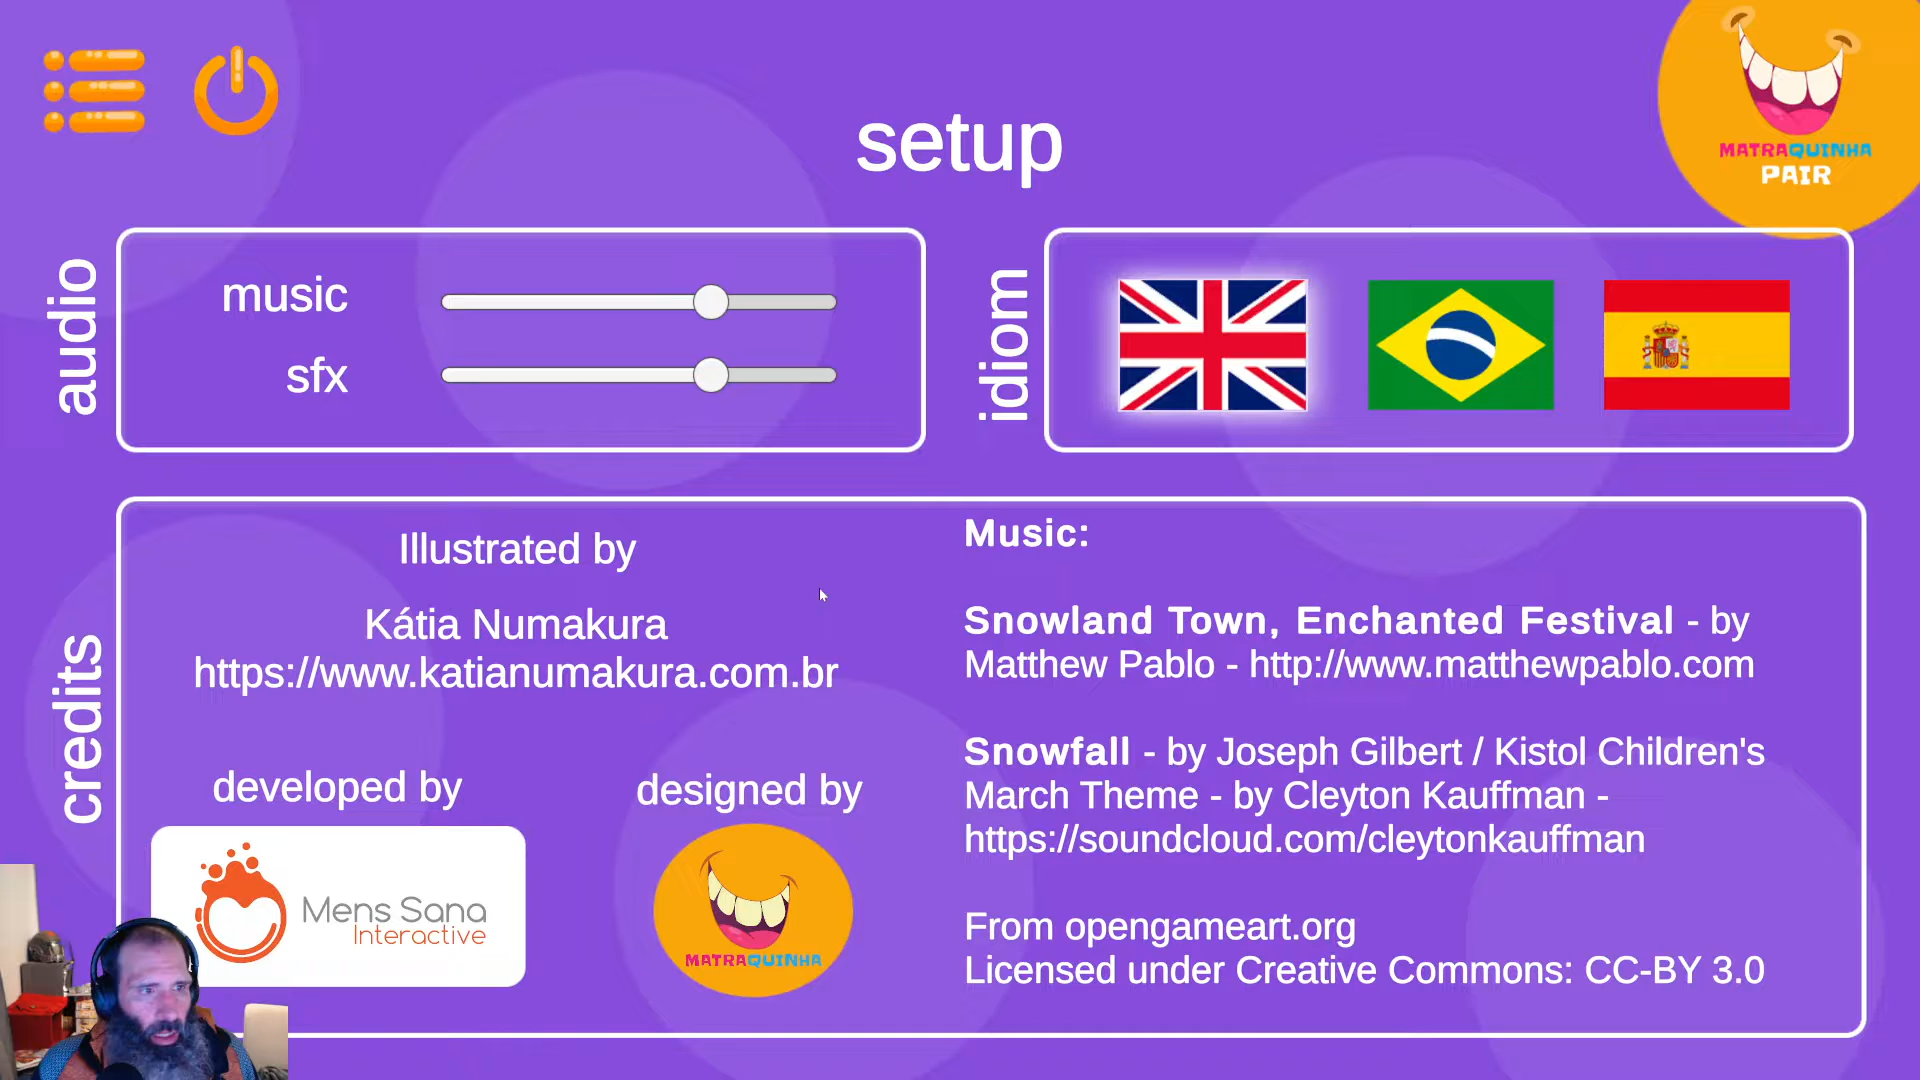 setup
MATRAQUINHA
PAIR
audio
music
sfx
idiom
credits
Illustrated by
Kátia Numakura
https://www.katianumakura.com.br
developed by
Mens Sana
Interactive
designed by
MATRAQUINHA
Music:
Snowland Town, Enchanted Festival - by
Matthew Pablo - http://www.matthewpablo.com
Snowfall - by Joseph Gilbert / Kistol Children's
March Theme - by Cleyton Kauffman -
https://soundcloud.com/cleytonkauffman
From opengameart.org
Licensed under Creative Commons: CC-BY 3.0